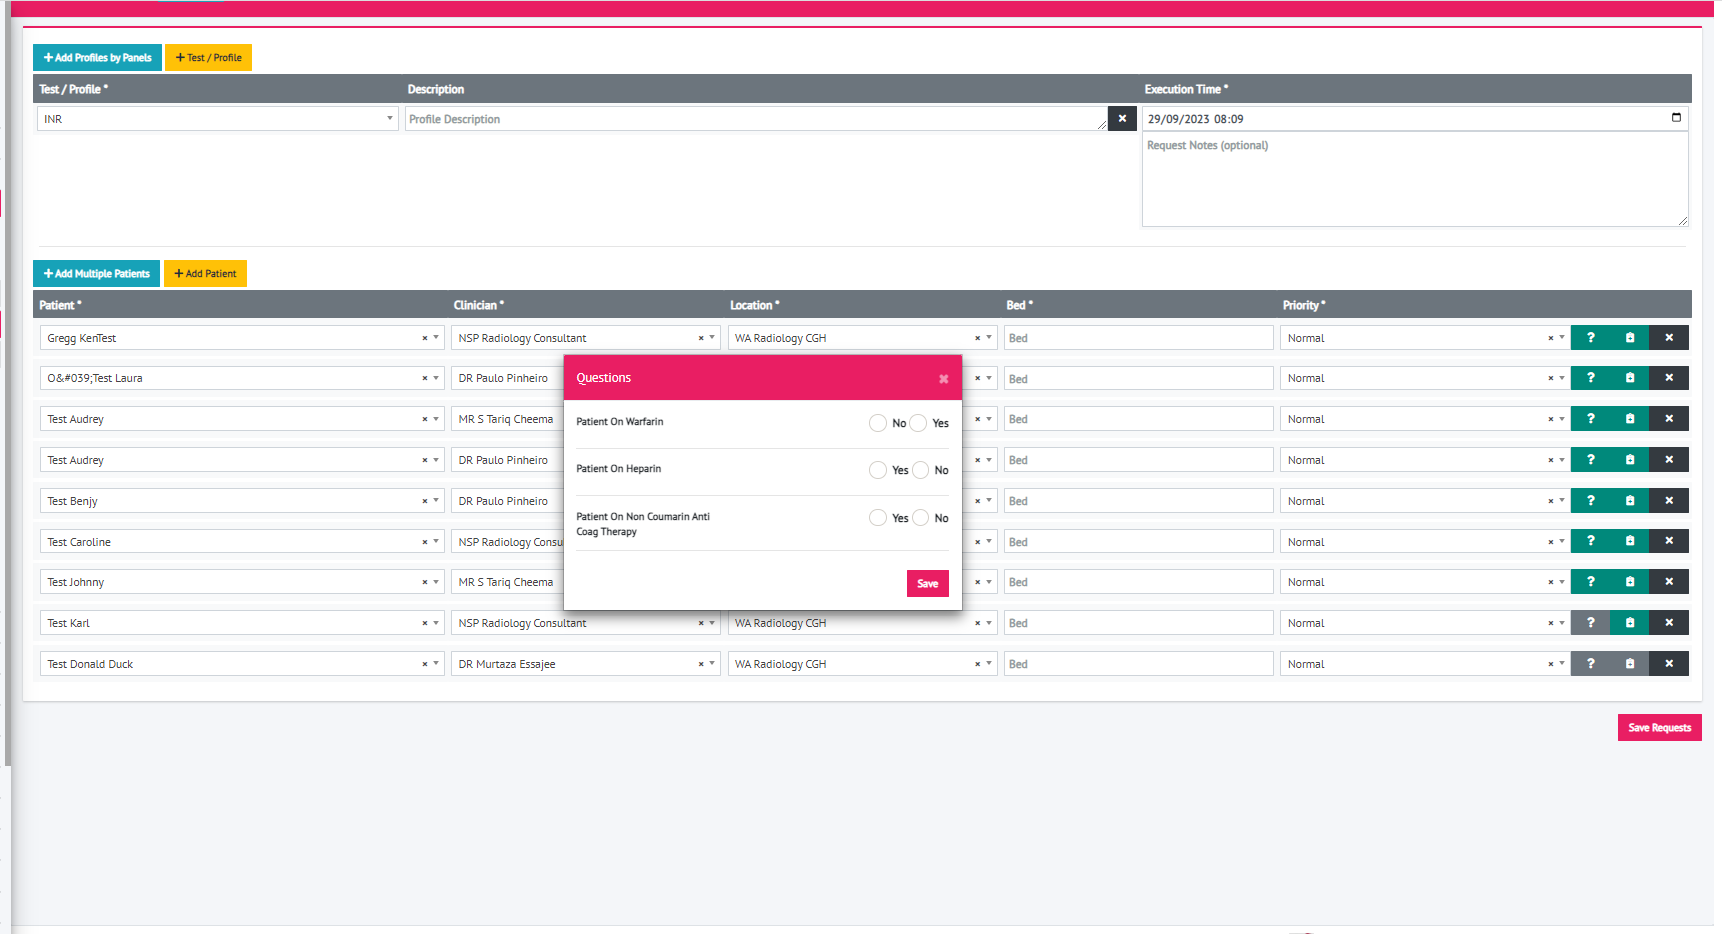 + Add Profiles by Panels + Test / Profile
Test / Profile * Description Execution Time *
INR Profile Description 29/09/2023 08:09
Request Notes (optional)
+ Add Multiple Patients + Add Patient
Patient * Clinician * Location * Bed * Priority *
Gregg KenTest NSP Radiology Consultant WA Radiology CGH Bed Normal ?
O&#039;Test Laura DR Paulo Pinheiro Bed Normal ?
Test Audrey MR S Tariq Cheema Bed Normal ?
Test Audrey DR Paulo Pinheiro Bed Normal ?
Test Benjy DR Paulo Pinheiro Bed Normal ?
Test Caroline NSP Radiology Consu Bed Normal ?
Test Johnny MR S Tariq Cheema Bed Normal ?
Test Karl NSP Radiology Consultant WA Radiology CGH Bed Normal ?
Test Donald Duck DR Murtaza Essajee WA Radiology CGH Bed Normal ?
Questions
Patient On Warfarin No Yes
Patient On Heparin Yes No
Patient On Non Coumarin Anti
Coag Therapy Yes No
Save
Save Requests